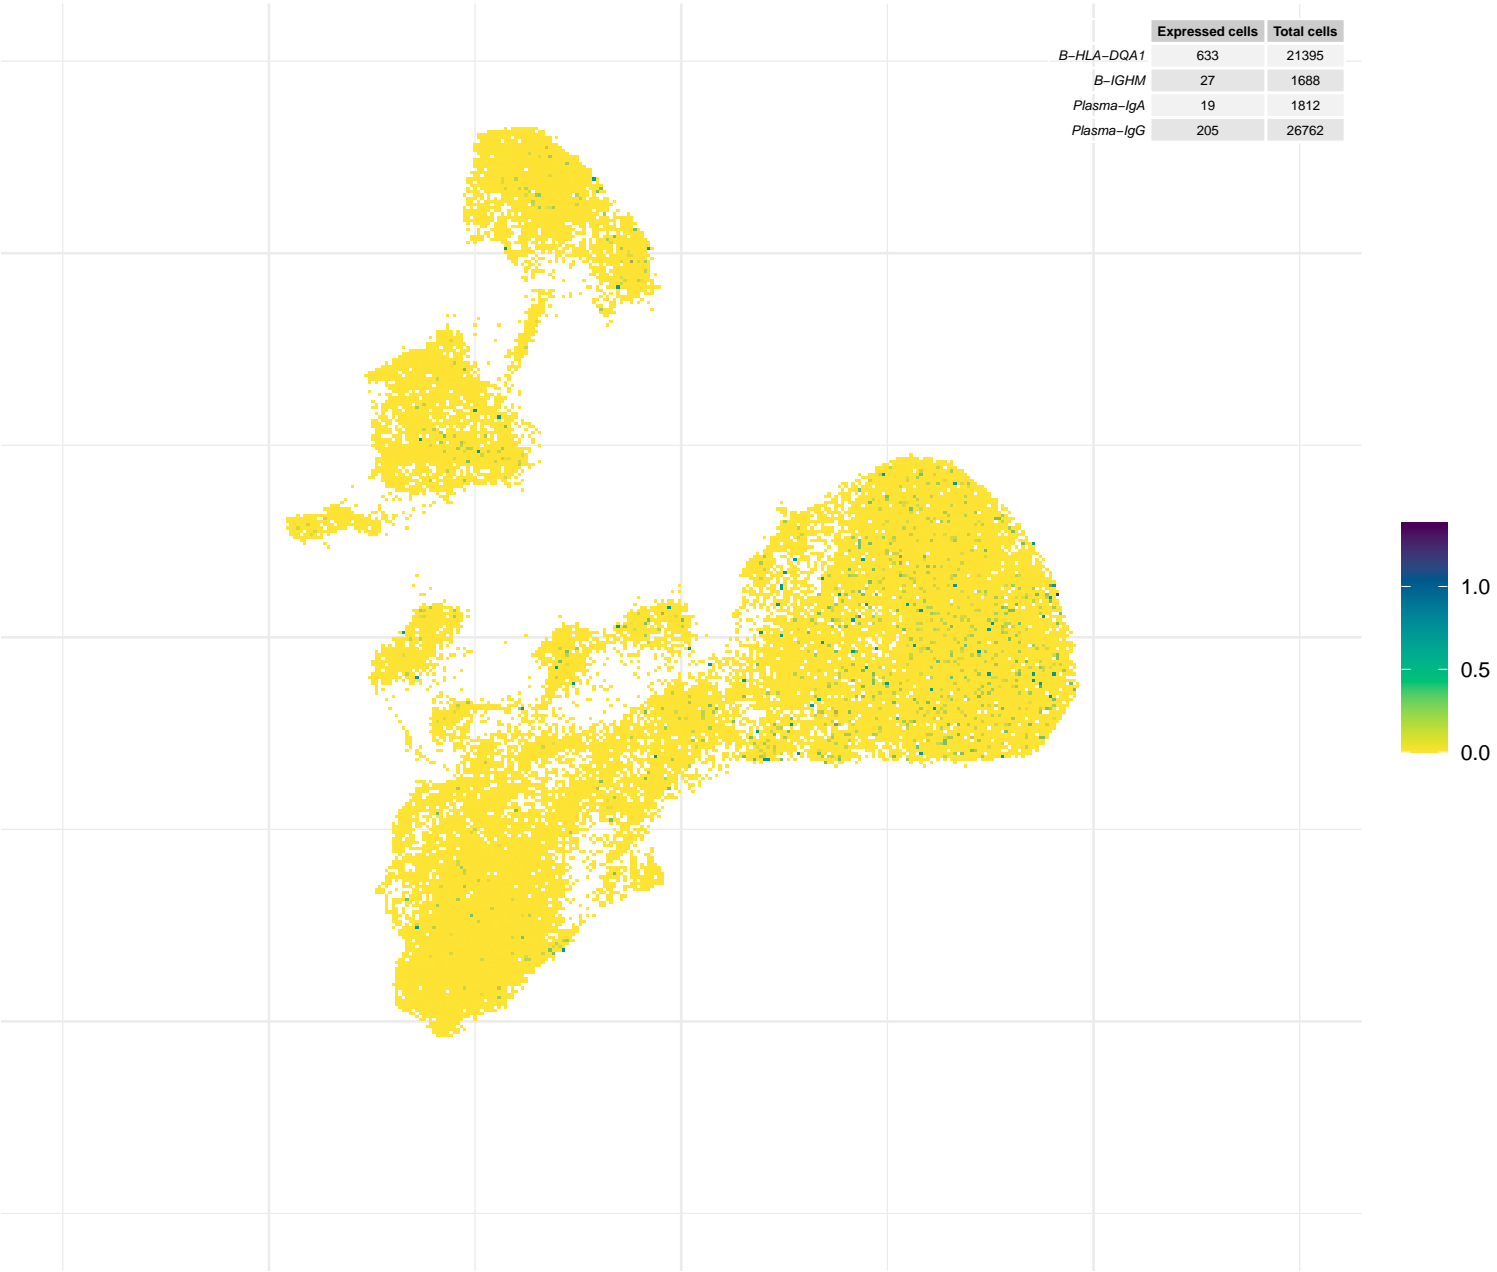 Expressed cells Total cells
B−HLA−DQA1 633 21395
B−IGHM 27 1688
Plasma−IgA 19 1812
Plasma−IgG 205 26762
1.0
0.5
0.0